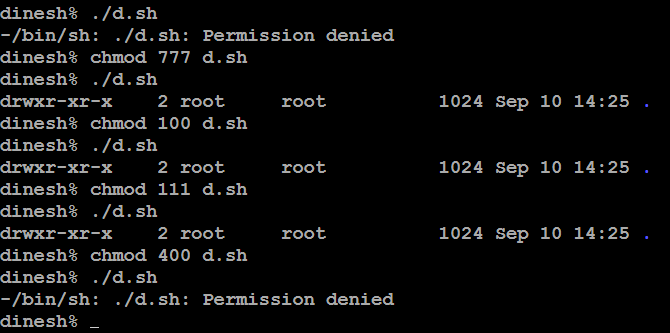 dinesh% ./d.sh
-/bin/sh: ./d.sh: Permission denied
dinesh% chmod 777 d.sh
dinesh% ./d.sh
drwxr-xr-x    2 root     root          1024 Sep 10 14:25 .
dinesh% chmod 100 d.sh
dinesh% ./d.sh
drwxr-xr-x    2 root     root          1024 Sep 10 14:25 .
dinesh% chmod 111 d.sh
dinesh% ./d.sh
drwxr-xr-x    2 root     root          1024 Sep 10 14:25 .
dinesh% chmod 400 d.sh
dinesh% ./d.sh
-/bin/sh: ./d.sh: Permission denied
dinesh% _